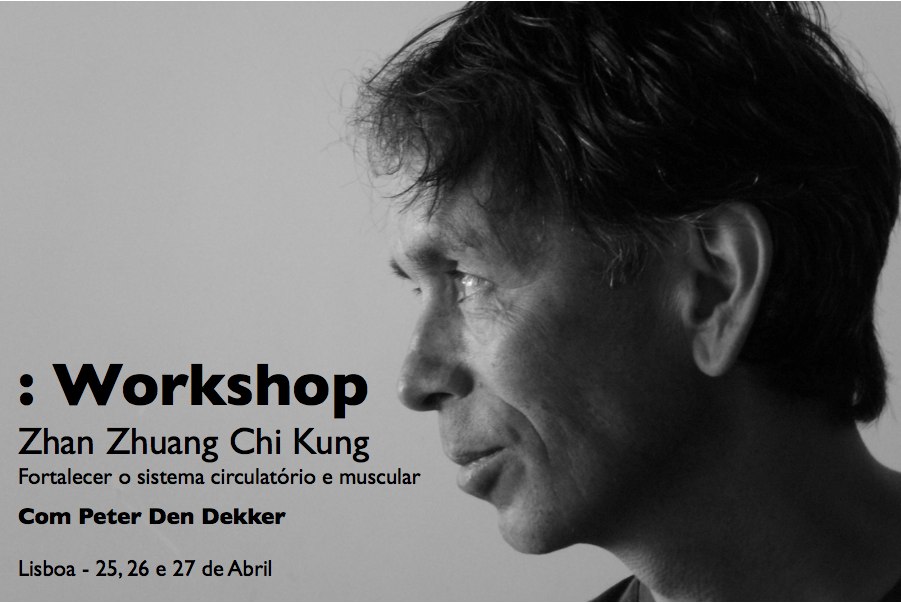 : Workshop
Zhan Zhuang Chi Kung
Fortalecer o sistema circulatório e muscular
Com Peter Den Dekker
Lisboa - 25, 26 e 27 de Abril